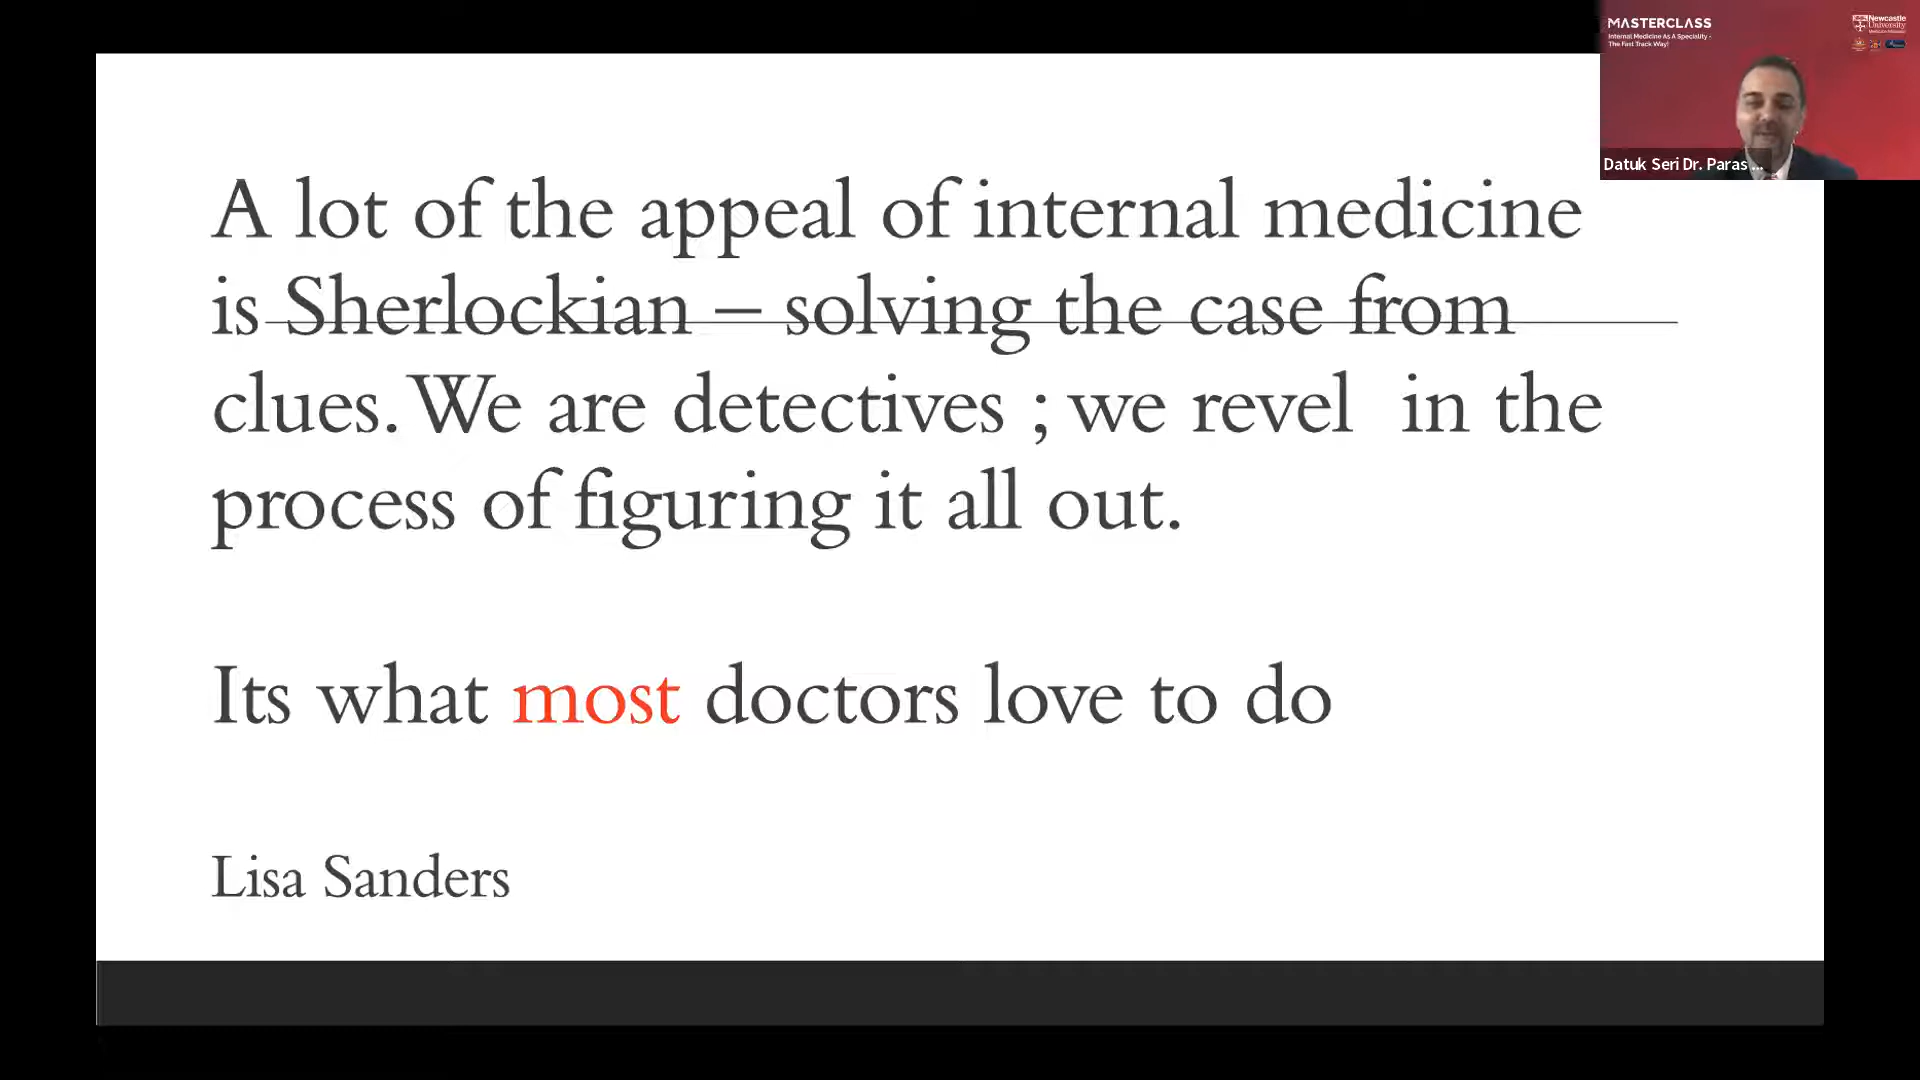 MASTERCLASS
Internal Medicine As A Speciality -
The Fast Track Way!
Newcastle
University
Datuk Seri Dr. Paras ...
A lot of the appeal of internal medicine
is Sherlockian – solving the case from
clues. We are detectives ; we revel in the
process of figuring it all out.
Its what most doctors love to do
Lisa Sanders